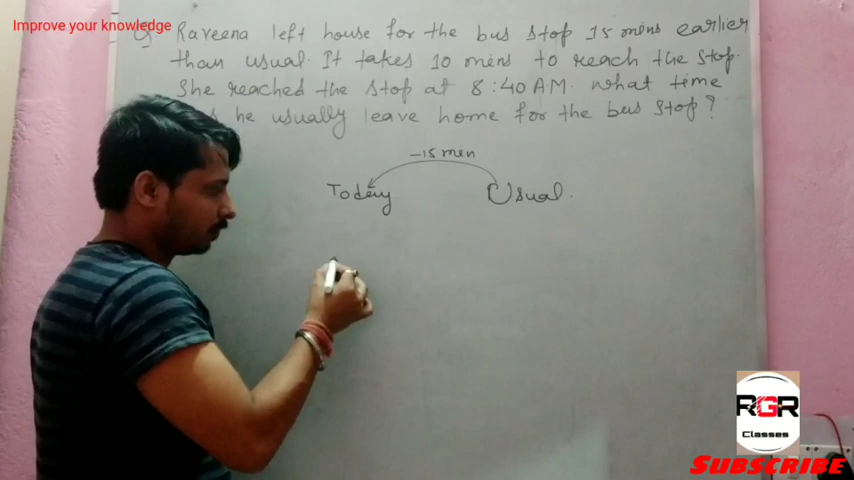 Improve your knowledge
Q Raveena left house for the bus stop 15 mins earlier
than usual. It takes 10 mins to reach the stop.
She reached the stop at 8:40 AM. What time
he usually leave home for the bus stop?
-15 men
Today Usual.
RGR
Classes
SUBSCRIBE